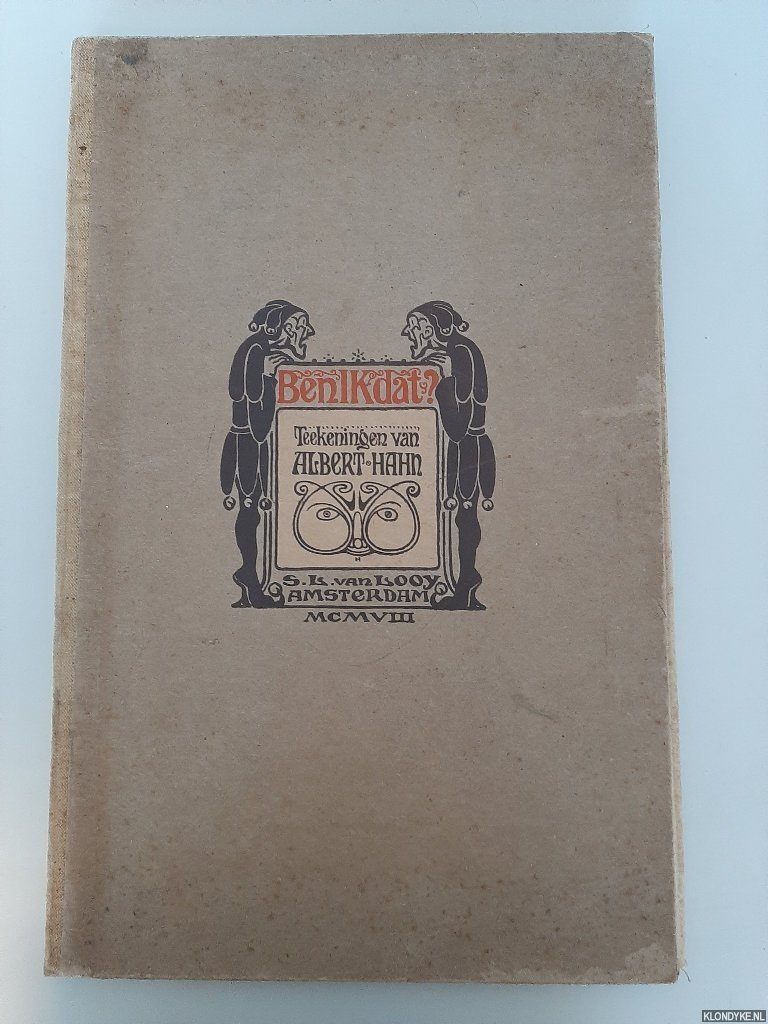 Ben IK dat?
Teekeningen van
ALBERT HAHN
H
S. L. van LOOY
AMSTERDAM
MCMVIII
KLONDYKE.NL